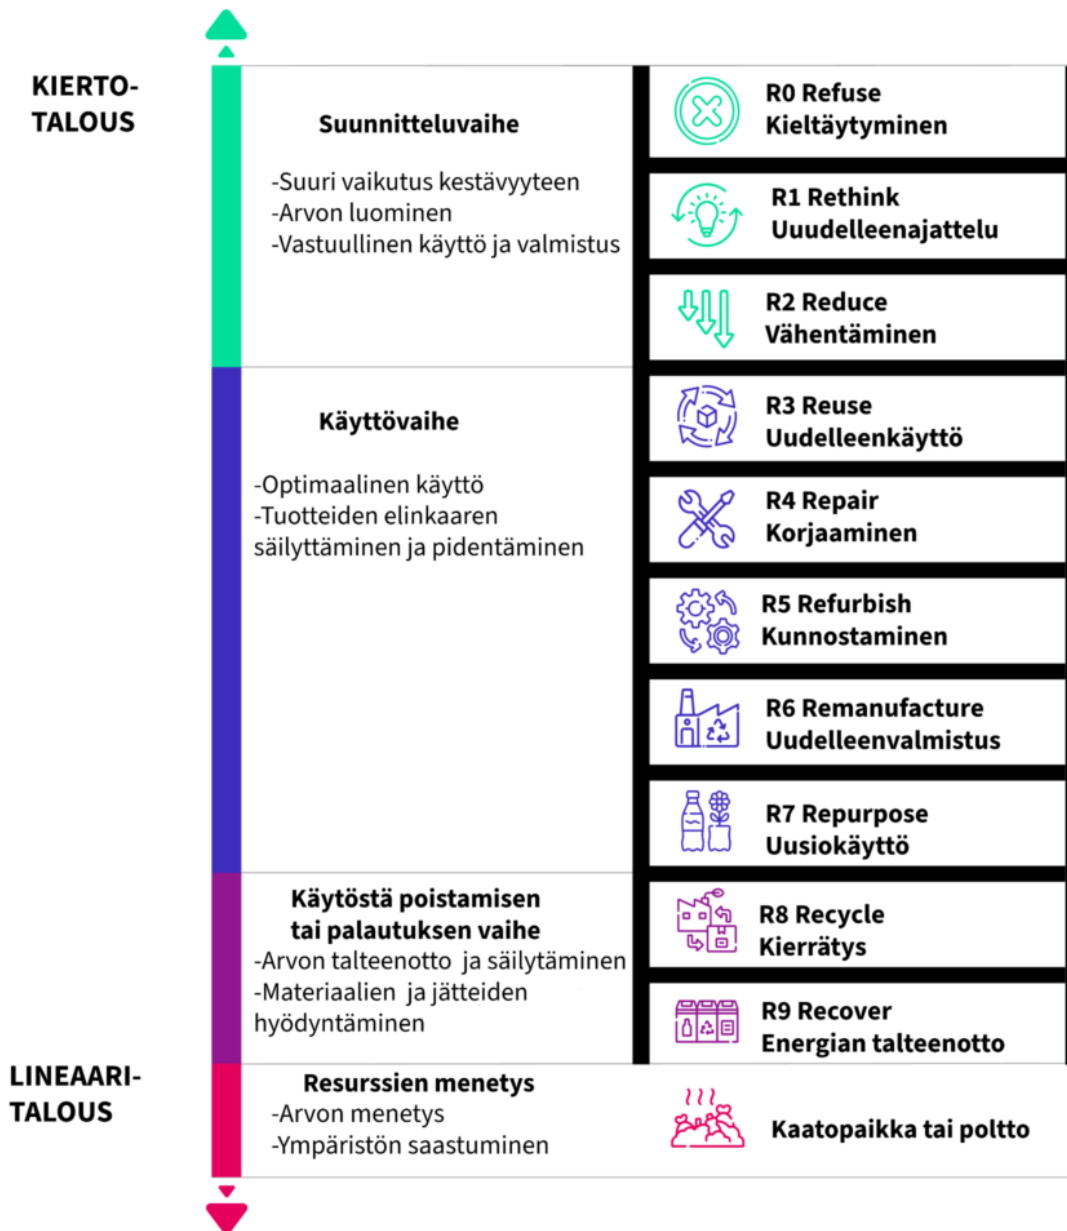 KIERTO-
TALOUS
Suunnitteluvaihe
-Suuri vaikutus kestävyyteen
-Arvon luominen
-Vastuullinen käyttö ja valmistus
R0 Refuse
Kieltäytyminen
R1 Rethink
Uuudelleenajattelu
R2 Reduce
Vähentäminen
Käyttövaihe
-Optimaalinen käyttö
-Tuotteiden elinkaaren
säilyttäminen ja pidentäminen
R3 Reuse
Uudelleenkäyttö
R4 Repair
Korjaaminen
R5 Refurbish
Kunnostaminen
R6 Remanufacture
Uudelleenvalmistus
R7 Repurpose
Uusiokäyttö
Käytöstä poistamisen
tai palautuksen vaihe
-Arvon talteenotto ja säilytäminen
-Materiaalien ja jätteiden
hyödyntäminen
R8 Recycle
Kierrätys
R9 Recover
Energian talteenotto
LINEAARI-
TALOUS
Resurssien menetys
-Arvon menetys
-Ympäristön saastuminen
Kaatopaikka tai poltto